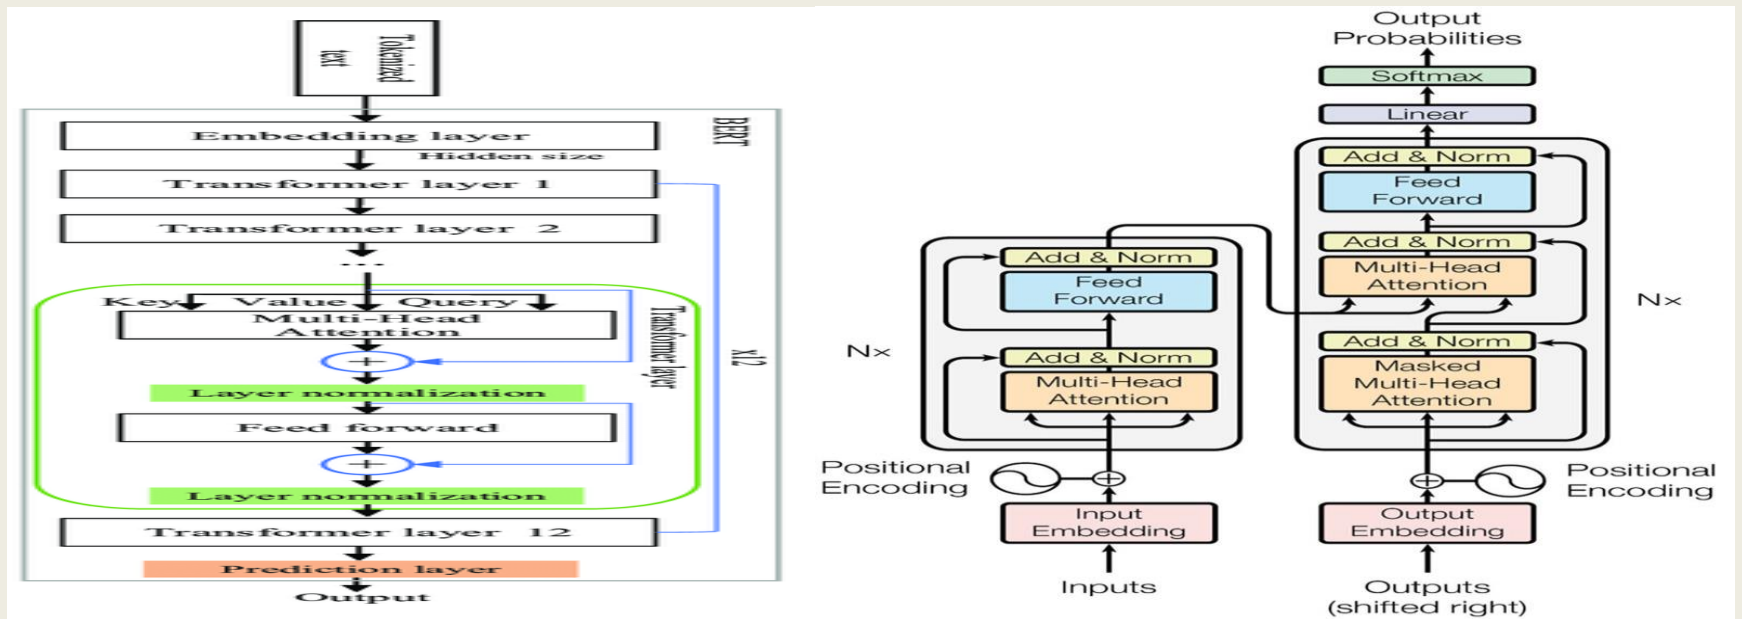 Tokenized
text
BERT
Embedding layer
Hidden size
Transformer layer 1
Transformer layer 2
...
Key Value Query
Multi-Head
Attention
+
Layer normalization
Feed forward
+
Layer normalization
Transformer layer
x12
Transformer layer 12
Prediction layer
Output
Output
Probabilities
Softmax
Linear
Add & Norm
Feed
Forward
Add & Norm
Multi-Head
Attention
Add & Norm
Masked
Multi-Head
Attention
Nx
Positional
Encoding
Output
Embedding
Outputs
(shifted right)
Add & Norm
Feed
Forward
Add & Norm
Multi-Head
Attention
Nx
Positional
Encoding
Input
Embedding
Inputs